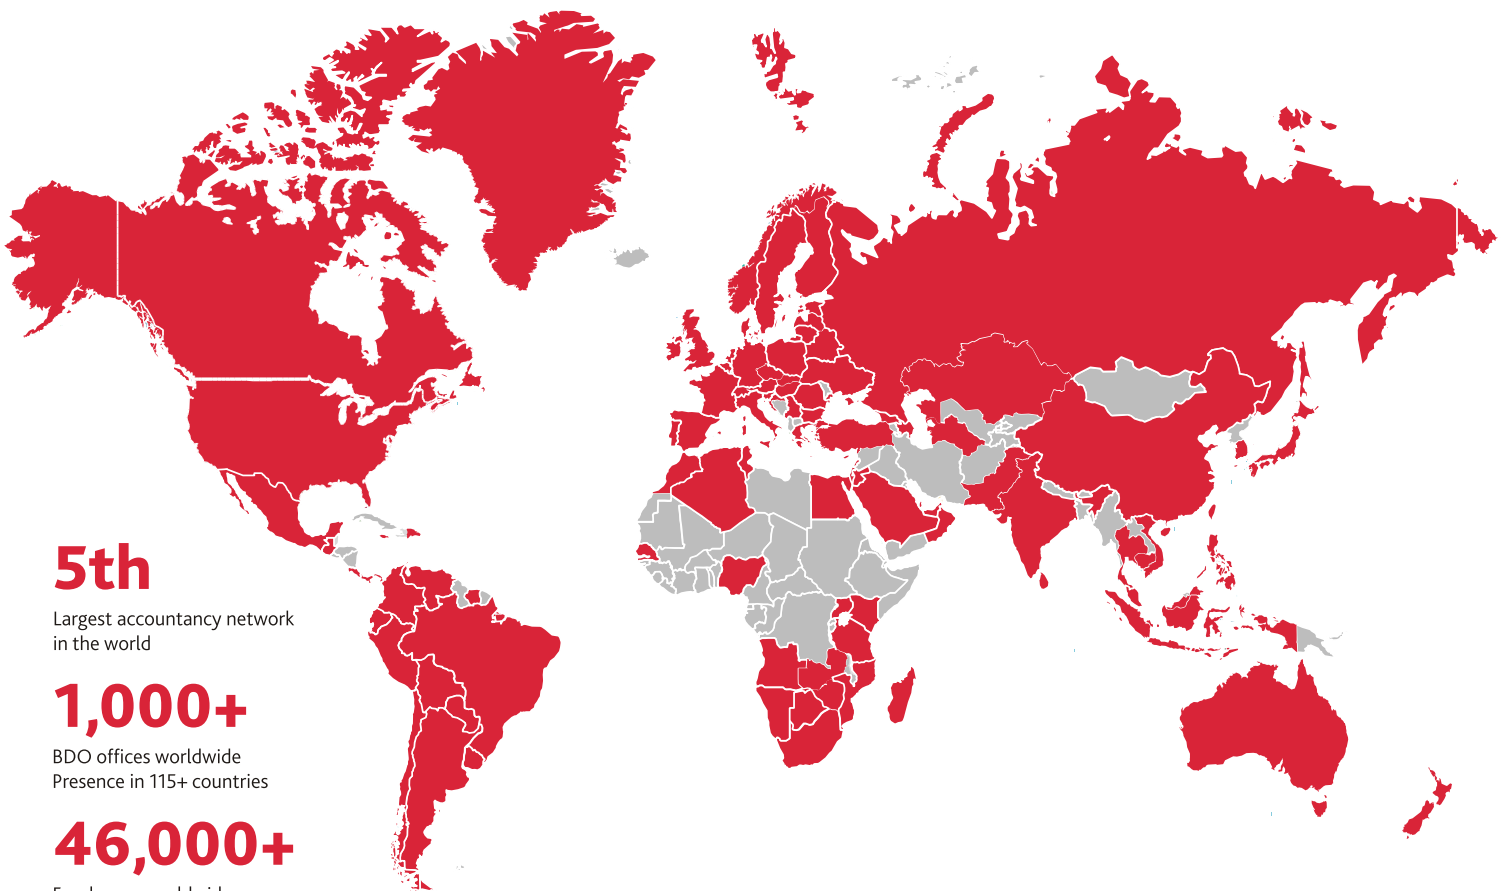 5th
Largest accountancy network
in the world
1,000+
BDO offices worldwide
Presence in 115+ countries
46,000+